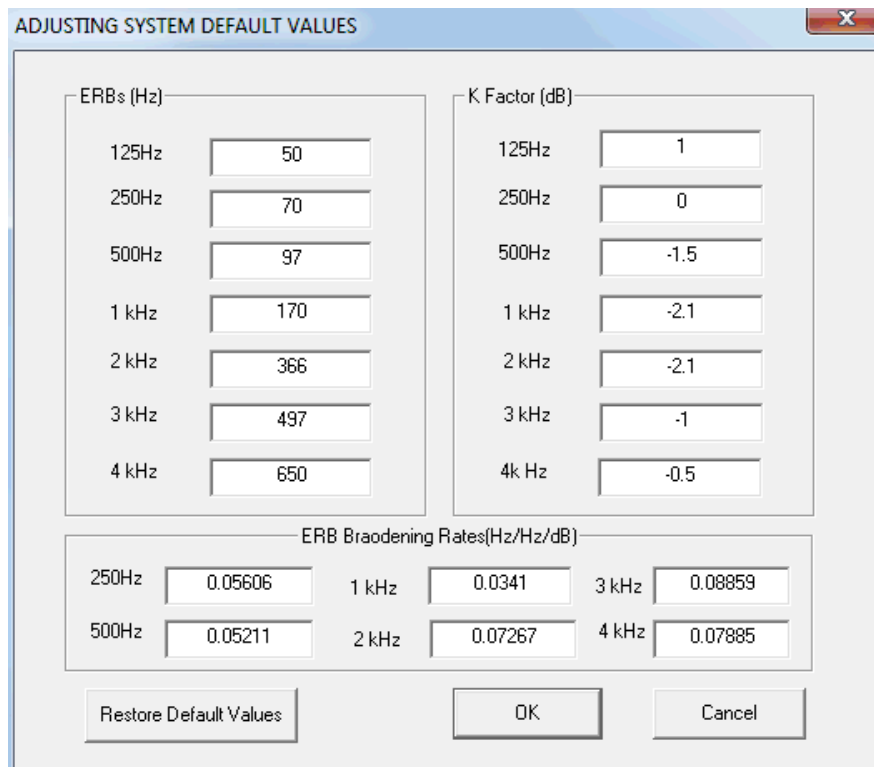 ADJUSTING SYSTEM DEFAULT VALUES
ERBs (Hz)
125Hz 50
250Hz 70
500Hz 97
1 kHz 170
2 kHz 366
3 kHz 497
4 kHz 650
K Factor (dB)
125Hz 1
250Hz 0
500Hz -1.5
1 kHz -2.1
2 kHz -2.1
3 kHz -1
4k Hz -0.5
ERB Braodening Rates(Hz/Hz/dB)
250Hz 0.05606 1 kHz 0.0341 3 kHz 0.08859
500Hz 0.05211 2 kHz 0.07267 4 kHz 0.07885
Restore Default Values OK Cancel